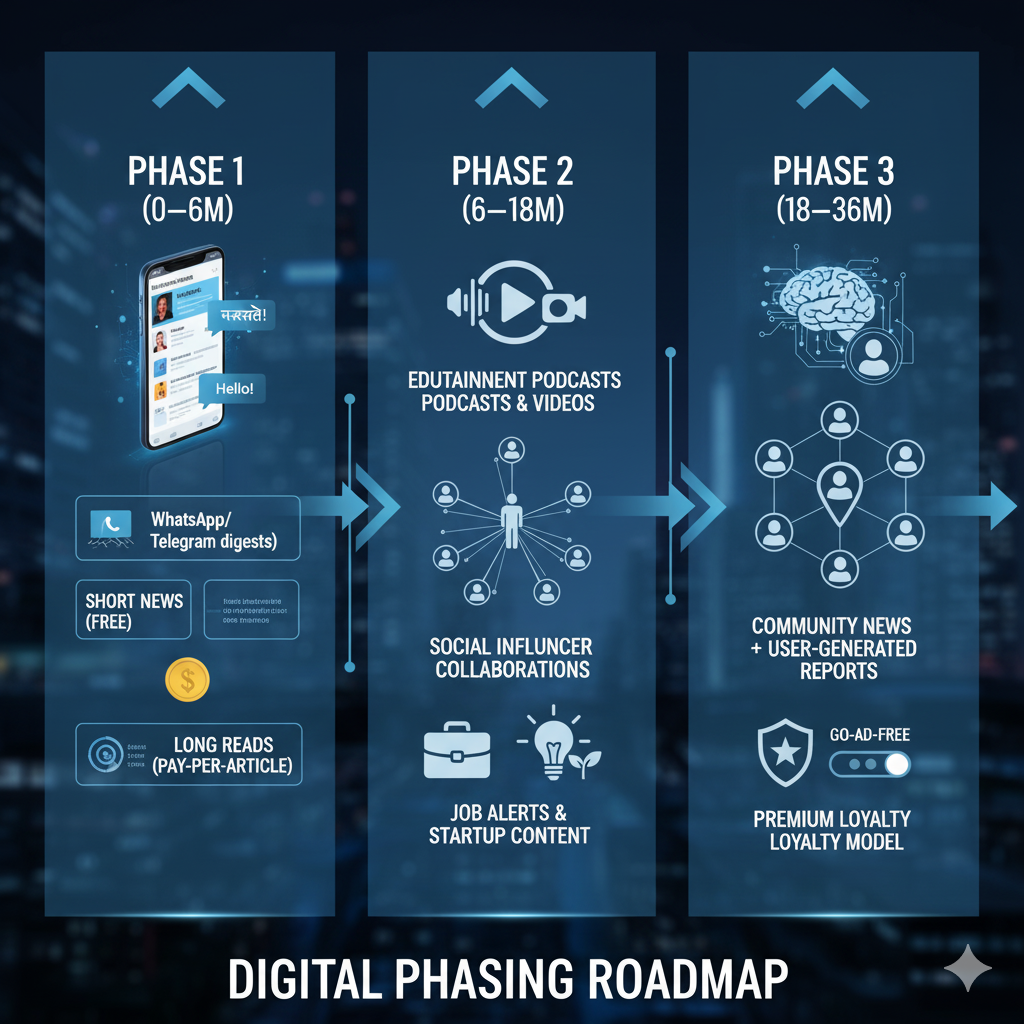 PHASE 1
(0–6M)
Hello!
WhatsApp/
Telegram digests)
SHORT NEWS
(FREE)
$
LONG READS
(PAY-PER-ARTICLE)
PHASE 2
(6–18M)
EDUTAINNENT PODCASTS
PODCASTS & VIDEOS
SOCIAL INFLUNCER
COLLABORATIONS
JOB ALERTS &
STARTUP CONTENT
PHASE 3
(18–36M)
COMMUNITY NEWS
+ USER-GENERATED
REPORTS
GO-AD-FREE
PREMIUM LOYALTY
LOYALTY MODEL
DIGITAL PHASING ROADMAP